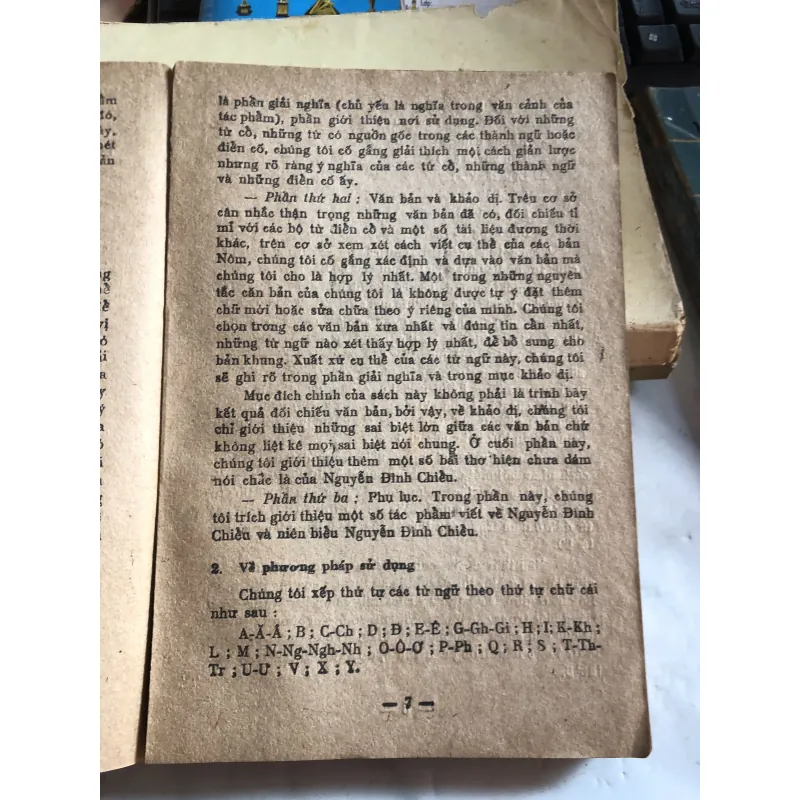 là phần giải nghĩa (chủ yếu là nghĩa trong văn cảnh của
tác phẩm), phần giới thiệu nơi sử dụng. Đối với những
từ cổ, những từ có nguồn gốc trong các thành ngữ hoặc
điển cố, chúng tôi cố gắng giải thích một cách giản lược
nhưng rõ ràng ý nghĩa của các từ cổ, những thành ngữ
và những điển cố ấy.
— Phần thứ hai : Văn bản và khảo dị. Trên cơ sở
cân nhắc thận trọng những văn bản đã có, đối chiếu tỉ
mỉ với các bộ từ điển cổ và một số tài liệu đương thời
khác, trên cơ sở xem xét cách viết cụ thể của các bản
Nôm, chúng tôi cố gắng xác định và dựa vào văn bản mà
chúng tôi cho là hợp lý nhất. Một trong những nguyên
tắc căn bản của chúng tôi là không được tự ý đặt thêm
chữ mới hoặc sửa chữa theo ý riêng của mình. Chúng tôi
chọn trong các văn bản xưa nhất và đúng tin cần nhất,
những từ ngữ nào xét thấy hợp lý nhất, để bổ sung cho
bản khung. Xuất xứ cụ thể của các từ ngữ này, chúng tôi
sẽ ghi rõ trong phần giải nghĩa và trong mục khảo dị.
Mục đích chính của sách này không phải là trình bày
kết quả đối chiếu văn bản, bởi vậy, về khảo dị, chúng tôi
chỉ giới thiệu những sai biệt lớn giữa các văn bản chứ
không liệt kê mọi sai biệt nói chung. Ở cuối phần này,
chúng tôi giới thiệu thêm một số bài thơ hiện chưa dám
nói chắc là của Nguyễn Đình Chiểu.
— Phần thứ ba : Phụ lục. Trong phần này, chúng
tôi trích giới thiệu một số tác phẩm viết về Nguyễn Đình
Chiểu và niên biểu Nguyễn Đình Chiểu.
2. Về phương pháp sử dụng
Chúng tôi xếp thứ tự các từ ngữ theo thứ tự chữ cái
như sau :
A-Ă-Â ; B ; C-Ch ; D ; Đ ; E-Ê ; G-Gh-Gi ; H ; I ; K-Kh ;
L ; M ; N-Ng-Ngh-Nh ; O-Ô-Ơ ; P-Ph ; Q ; R ; S ; T-Th-
Tr ; U-Ư ; V ; X ; Y.
— 7 —